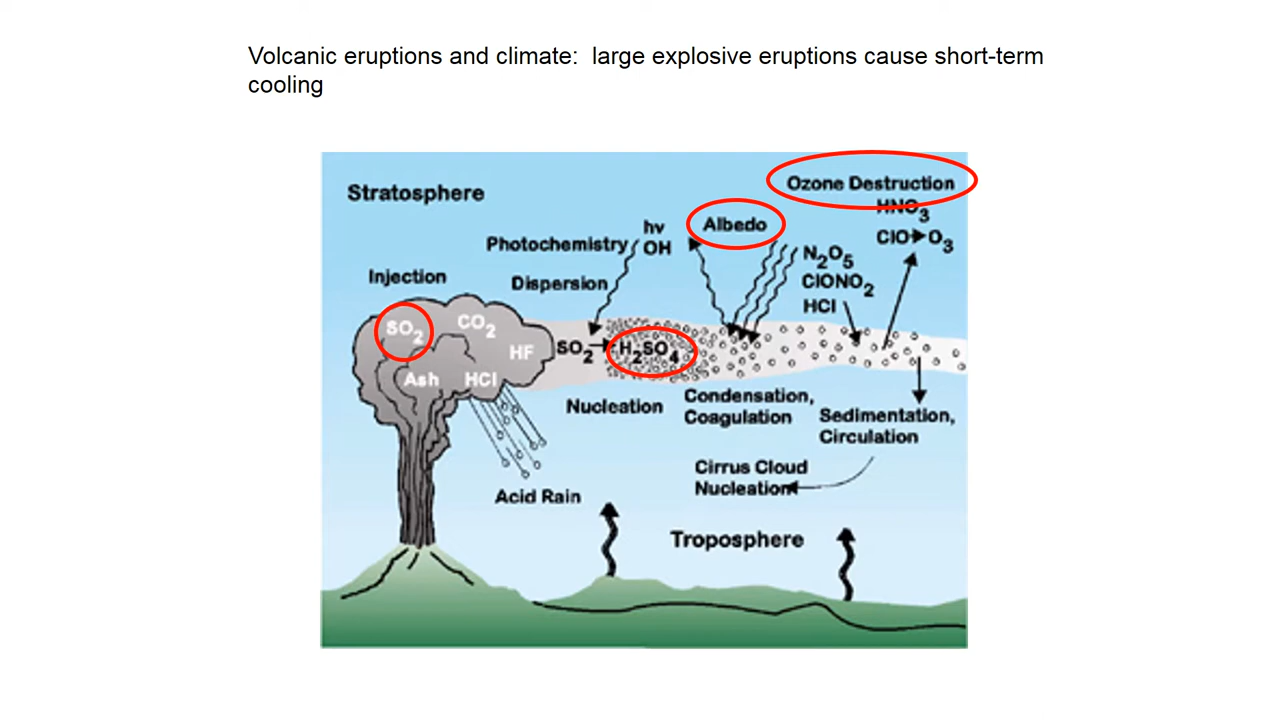 Volcanic eruptions and climate:  large explosive eruptions cause short-term
cooling
Stratosphere
Ozone Destruction
HNO3
ClO O3
Albedo
hv
OH
Photochemistry
N2O5
ClONO2
HCl
Dispersion
Injection
SO2
CO2
HF
Ash
HCl
SO2
H2SO4
Nucleation
Condensation,
Coagulation
Sedimentation,
Circulation
Cirrus Cloud
Nucleation
Acid Rain
Troposphere